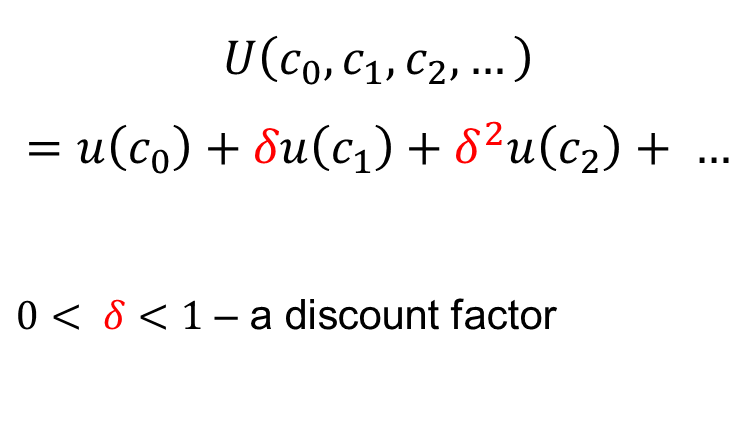 U(c₀, c₁, c₂, … )
= u(c₀) + δu(c₁) + δ²u(c₂) + …
0 < δ < 1 – a discount factor